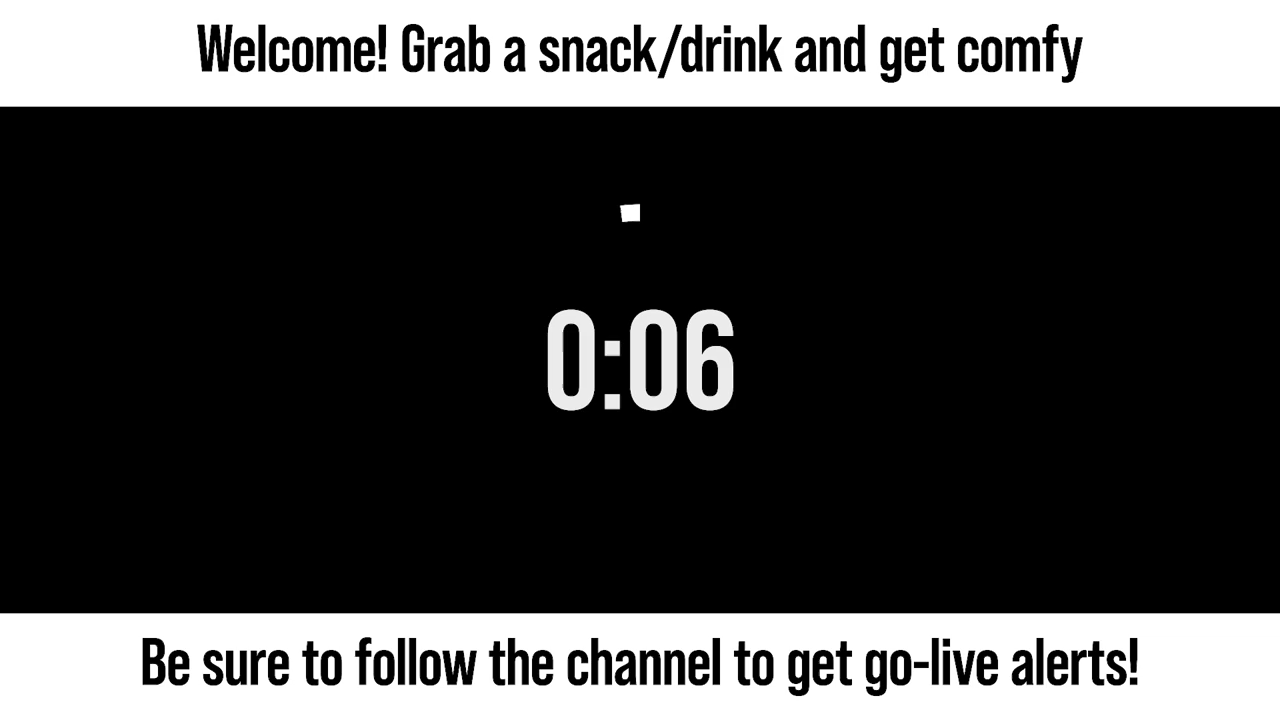 Welcome! Grab a snack/drink and get comfy
0:06
Be sure to follow the channel to get go-live alerts!